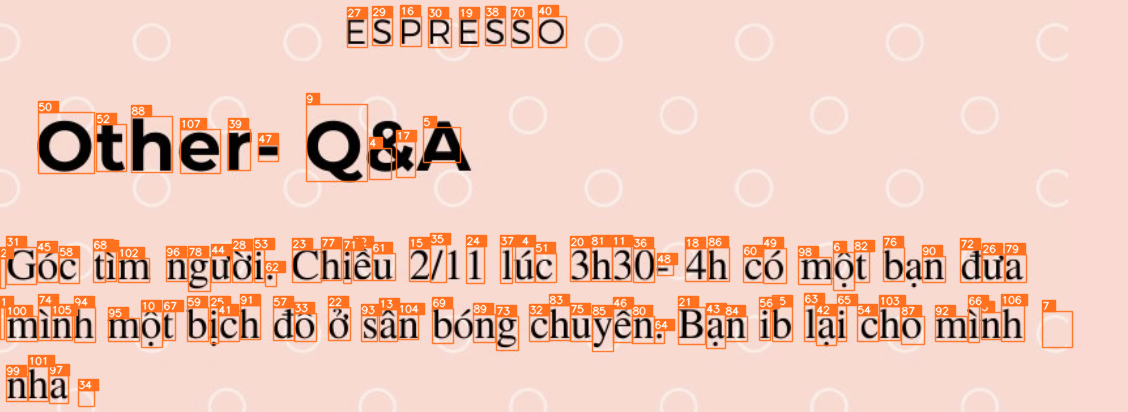 ESPRESSO
Other- Q&A
Góc tìm người. Chiều 2/11 lúc 3h30- 4h có một bạn đưa
mình một bịch đồ ở sân bóng chuyền. Bạn ib lại cho mình
nha